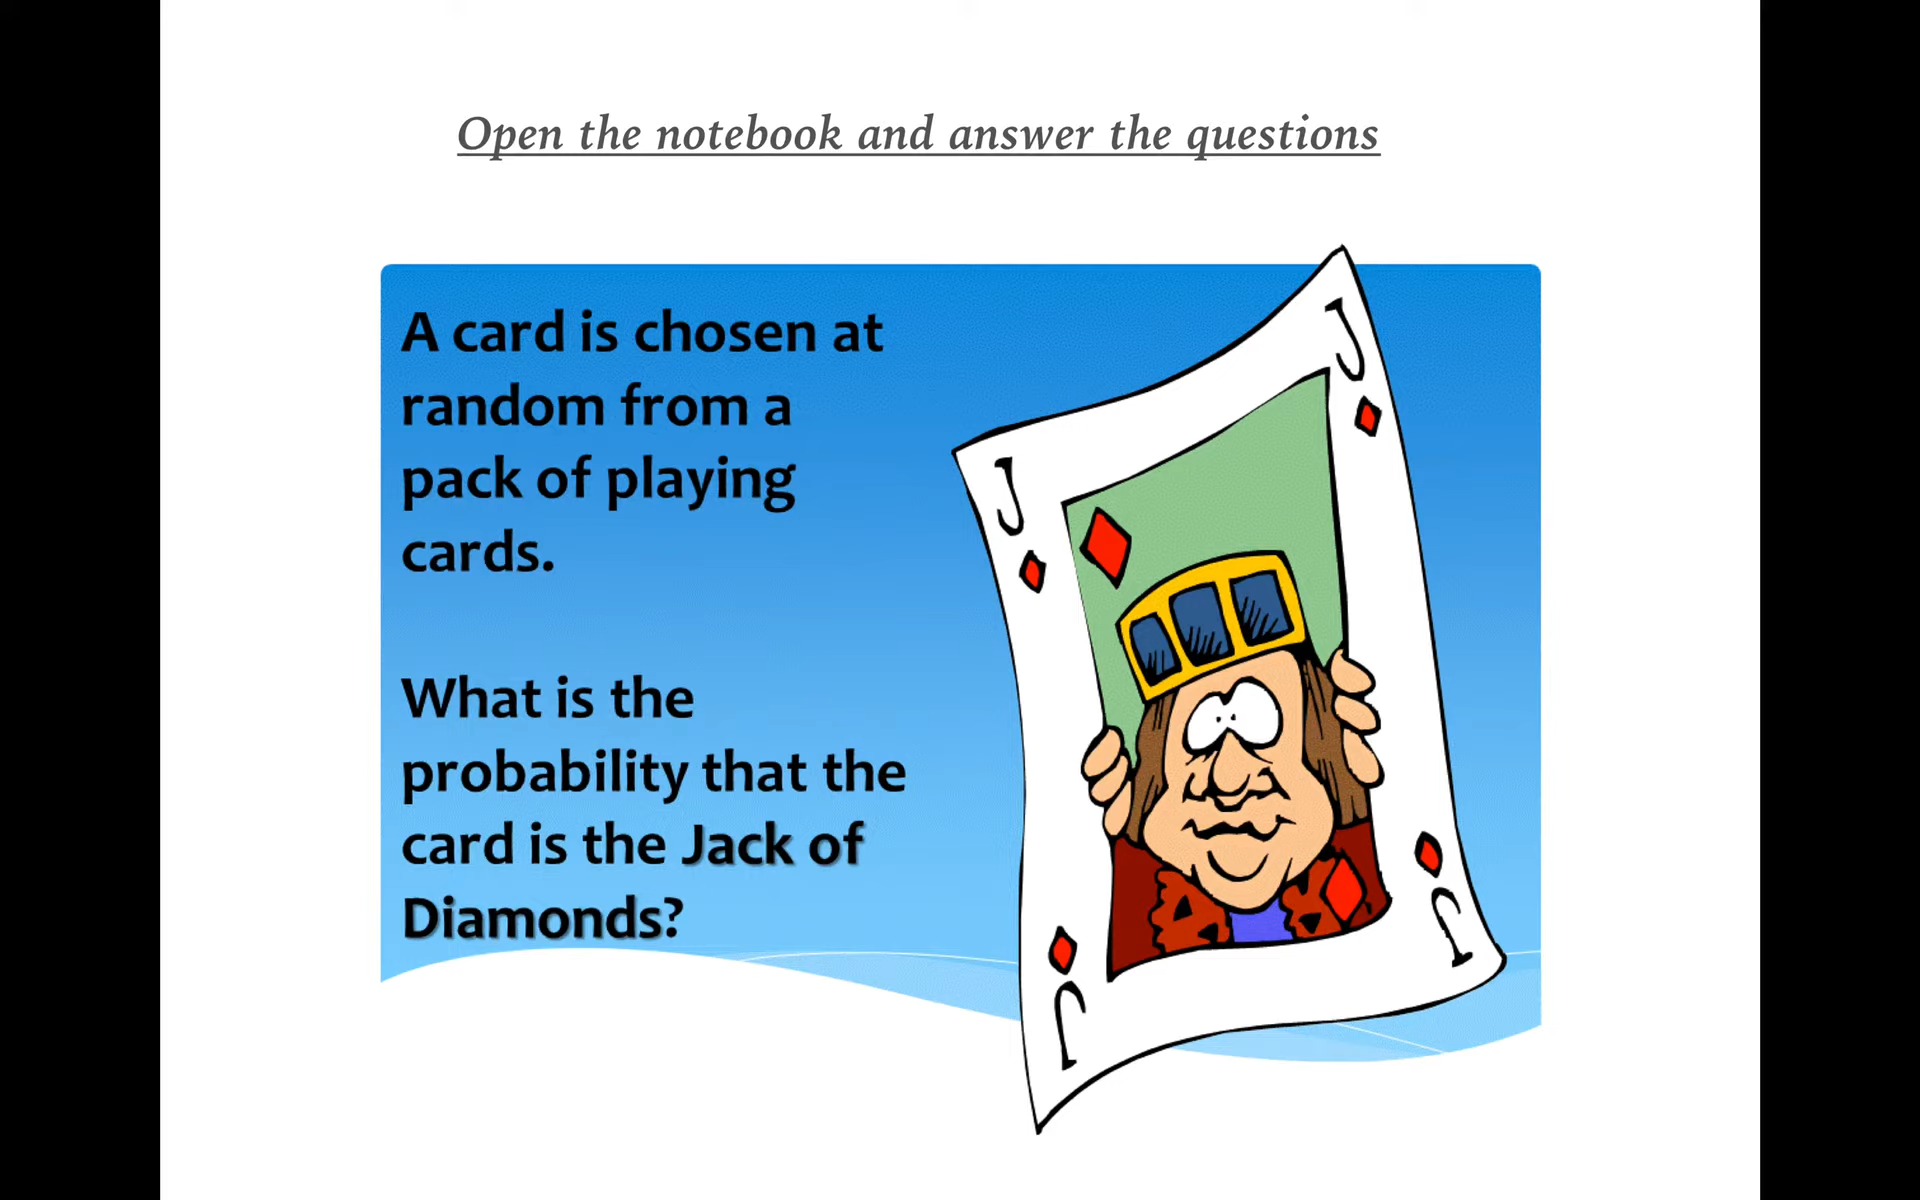 Open the notebook and answer the questions
A card is chosen at
random from a
pack of playing
cards.
What is the
probability that the
card is the Jack of
Diamonds?
J
J
J
J